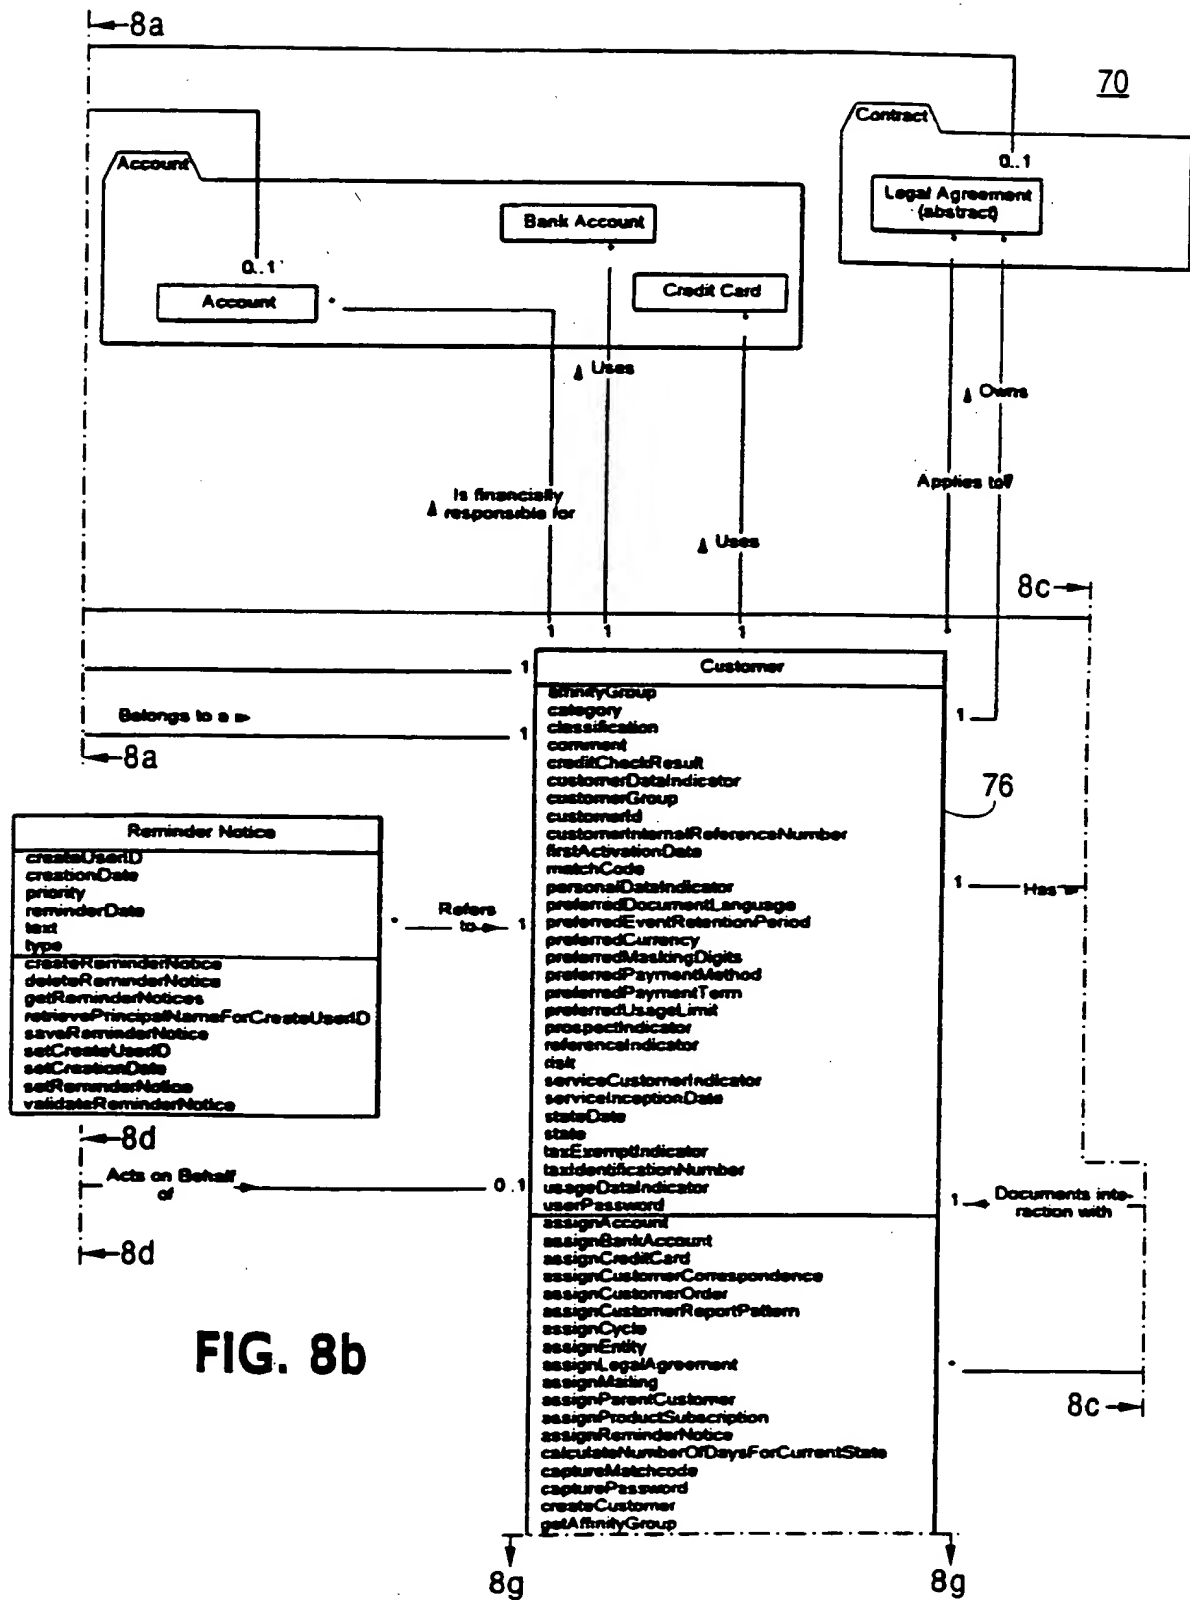 8a
70
Contract
0..1
Legal Agreement
(abstract)
*
*
Account
Bank Account
*
0..1
Account
*
Credit Card
*
Uses
Owns
Applies to
Is financially
responsible for
Uses
8c
1
1
1
*
1
Customer
affinityGroup
category
classification
comment
creditCheckResult
customerDataIndicator
customerGroup
customerId
customerInternalReferenceNumber
firstActivationDate
matchCode
personalDataIndicator
preferredDocumentLanguage
preferredEventRetentionPeriod
preferredCurrency
preferredMaskingDigits
preferredPaymentMethod
preferredPaymentTerm
preferredUsageLimit
prospectIndicator
referenceIndicator
risk
serviceCustomerIndicator
serviceInceptionDate
stateDate
state
taxExemptIndicator
taxIdentificationNumber
usageDataIndicator
userPassword
assignAccount
assignBankAccount
assignCreditCard
assignCustomerCorrespondence
assignCustomerOrder
assignCustomerReportPattern
assignCycle
assignEntity
assignLegalAgreement
assignMailing
assignParentCustomer
assignProductSubscription
assignReminderNotice
calculateNumberOfDaysForCurrentState
captureMatchcode
capturePassword
createCustomer
getAffinityGroup
Belongs to a
1
1
8a
76
Reminder Notice
createUserID
creationDate
priority
reminderDate
text
type
createReminderNotice
deleteReminderNotice
getReminderNotices
retrievePrincipalNameForCreateUserID
saveReminderNotice
setCreateUserID
setCreationDate
setReminderNotice
validateReminderNotice
*
Refers
to
1
1
Has
8d
Acts on Behalf
of
0..1
1
Documents inte-
raction with
8d
FIG. 8b
*
8c
8g
8g